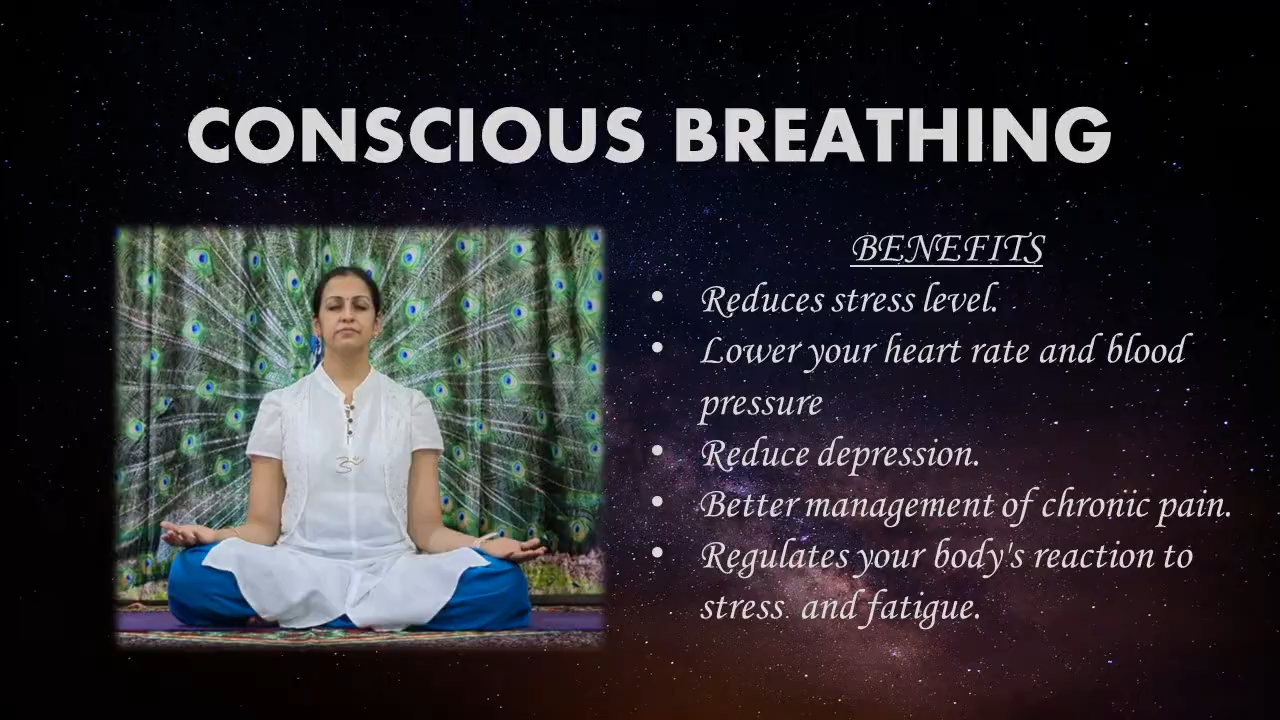 CONSCIOUS BREATHING
BENEFITS
• Reduces stress level.
• Lower your heart rate and blood
pressure
• Reduce depression.
• Better management of chronic pain.
• Regulates your body's reaction to
stress and fatigue.
ॐ